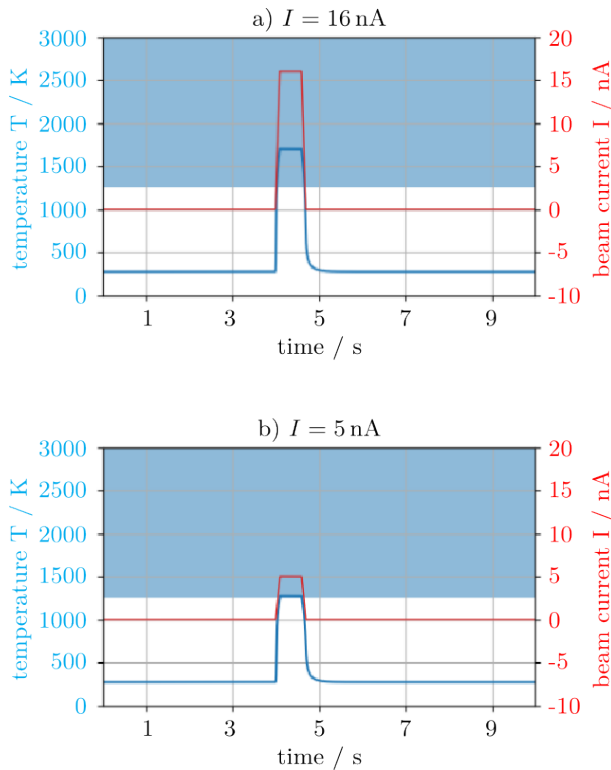 a) I = 16 nA
3000
2500
2000
1500
1000
500
0
temperature T / K
20
15
10
5
0
-5
-10
beam current I / nA
1 3 5 7 9
time / s
b) I = 5 nA
3000
2500
2000
1500
1000
500
0
temperature T / K
20
15
10
5
0
-5
-10
beam current I / nA
1 3 5 7 9
time / s